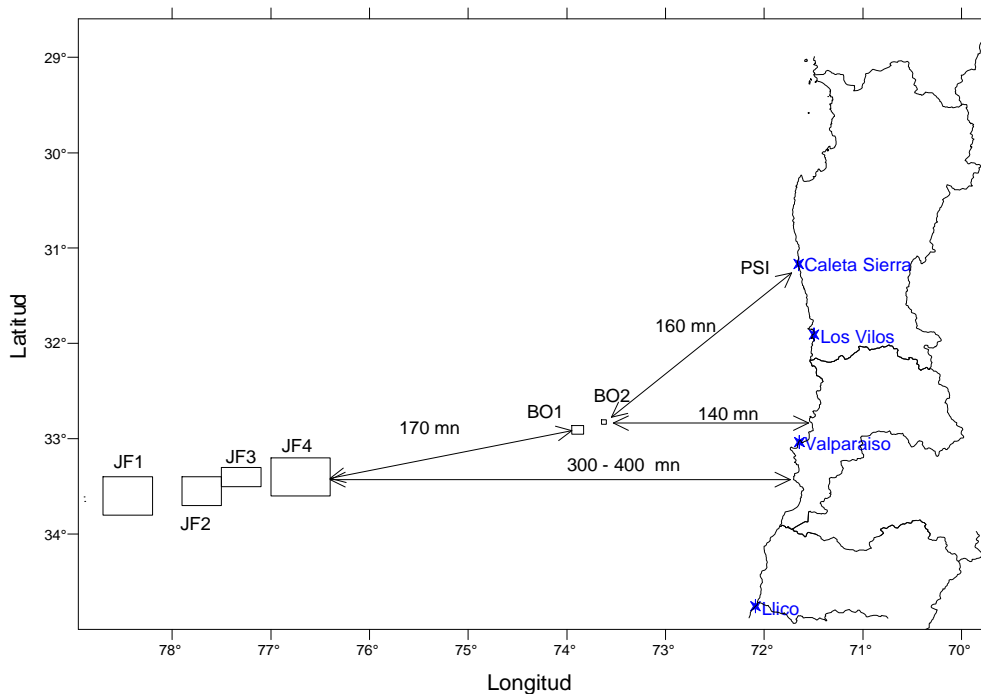 29°
30°
PSI
Caleta Sierra
31°
160 mn
Los Vilos
32°
Latitud
BO2
BO1
140 mn
170 mn
33°
Valparaiso
JF4
300 - 400 mn
JF3
JF1
JF2
34°
Llico
78° 77° 76° 75° 74° 73° 72° 71° 70°
Longitud